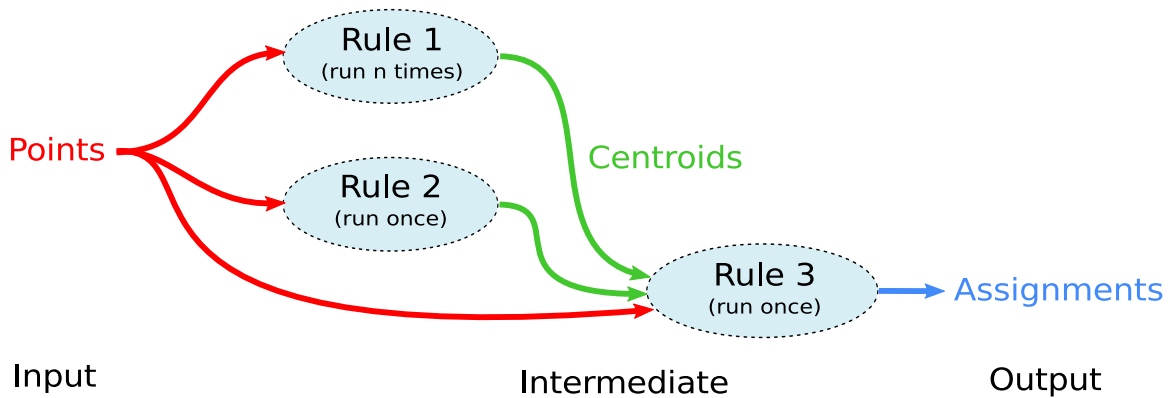 Rule 1
(run n times)
Points
Centroids
Rule 2
(run once)
Rule 3
(run once)
Assignments
Input
Intermediate
Output